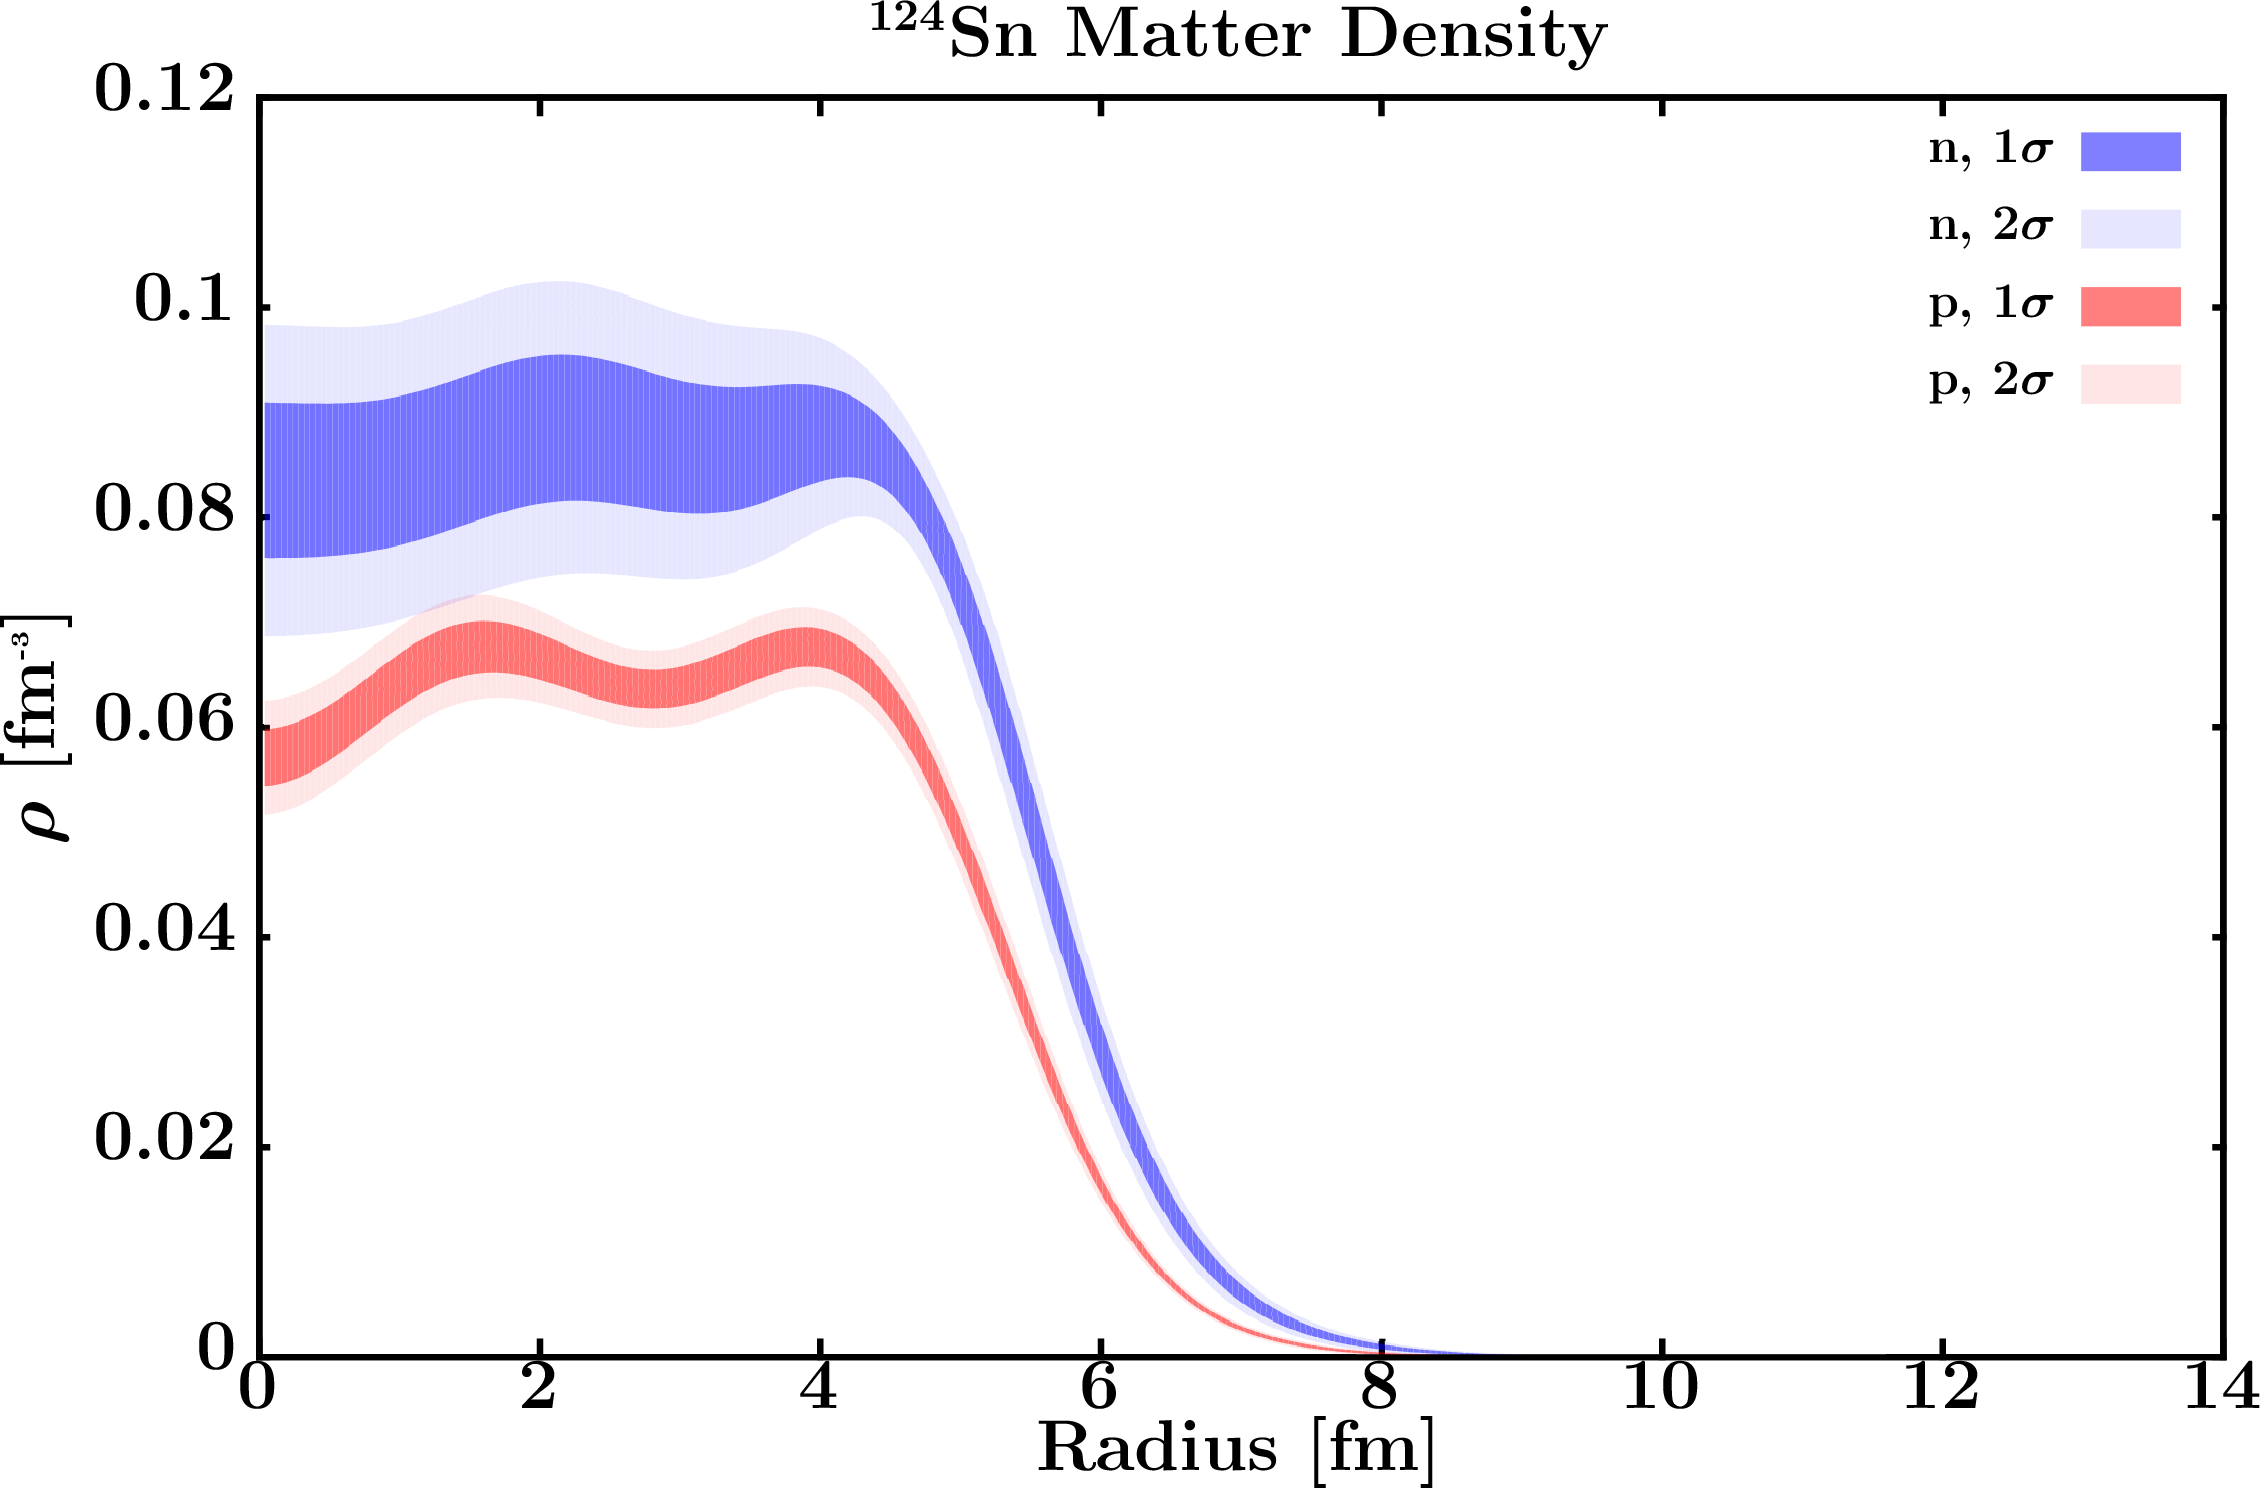 ¹²⁴Sn Matter Density
0.12
0.1
0.08
0.06
0.04
0.02
0
ρ [fm⁻³]
n, 1σ
n, 2σ
p, 1σ
p, 2σ
0 2 4 6 8 10 12 14
Radius [fm]